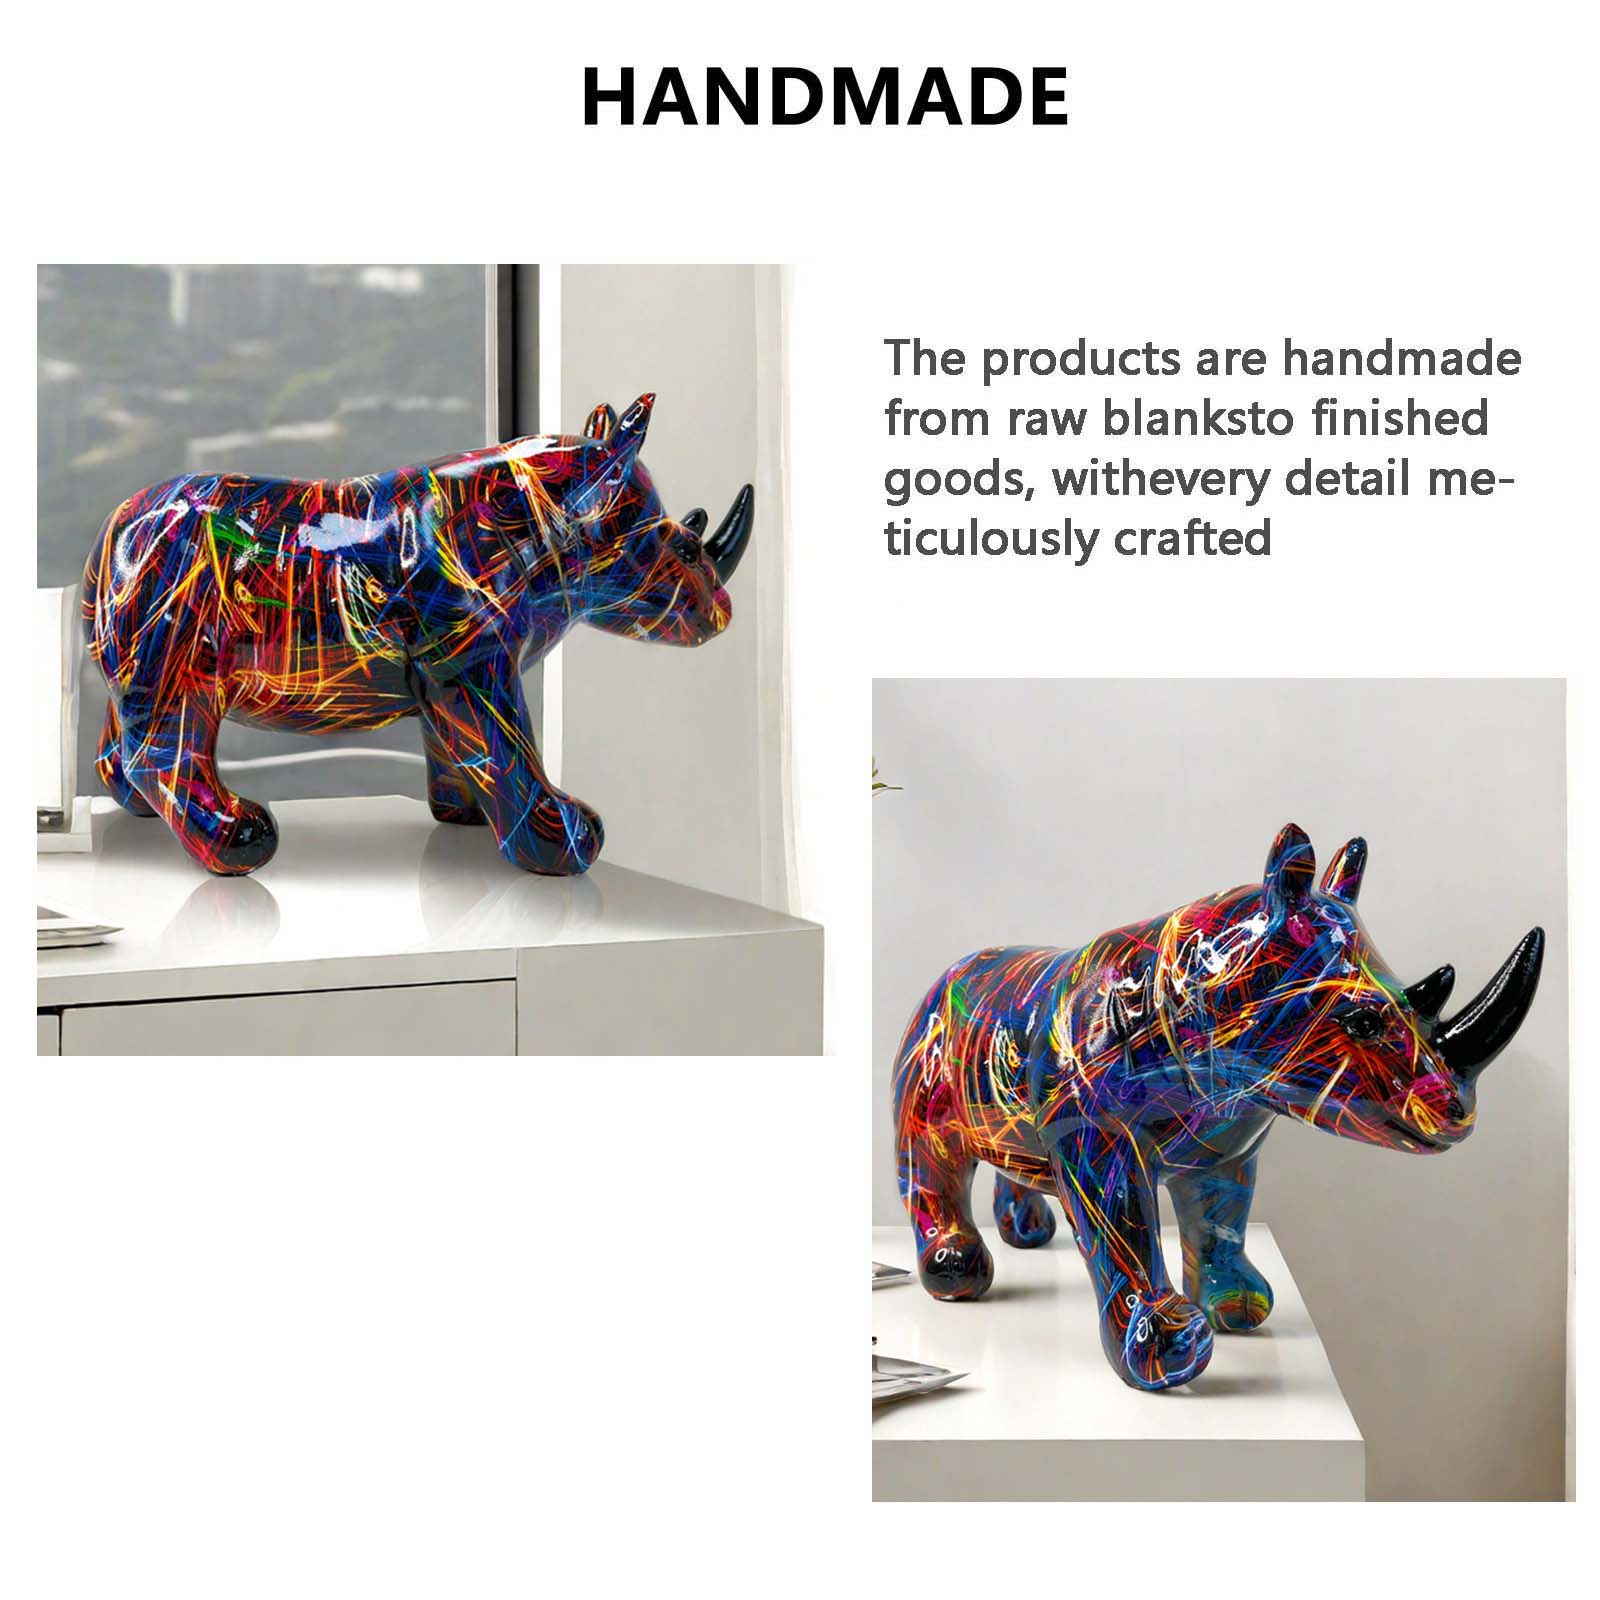 HANDMADE
The products are handmade
from raw blanksto finished
goods, withevery detail me-
ticulously crafted